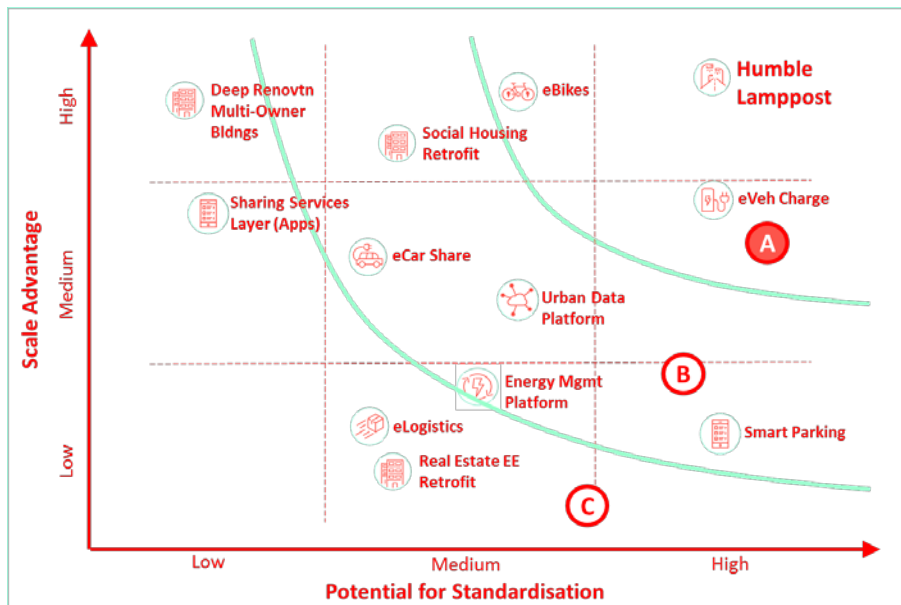 Scale Advantage
High
Medium
Low
Deep Renovtn
Multi-Owner
Bldngs
eBikes
Humble
Lamppost
Social Housing
Retrofit
Sharing Services
Layer (Apps)
eVeh Charge
A
eCar Share
Urban Data
Platform
B
Energy Mgmt
Platform
eLogistics
Smart Parking
Real Estate EE
Retrofit
C
Low
Medium
High
Potential for Standardisation